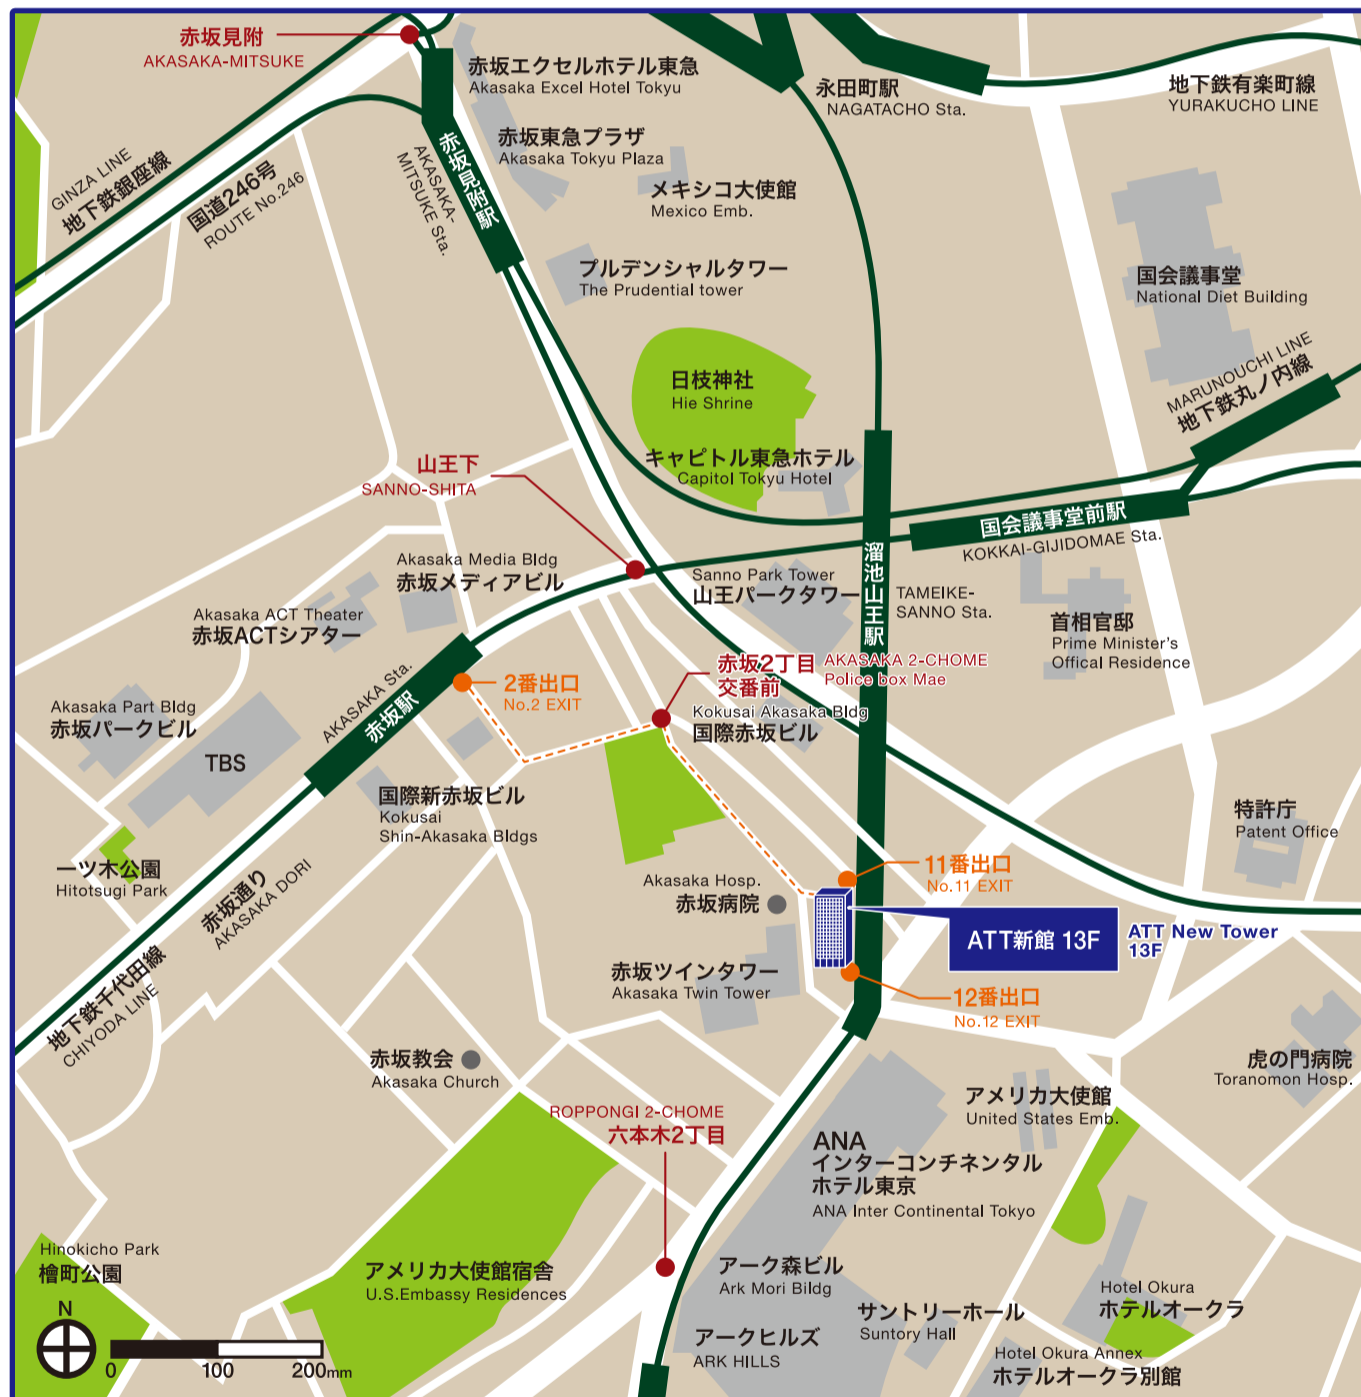 赤坂見附
AKASAKA-MITSUKE
赤坂エクセルホテル東急
Akasaka Excel Hotel Tokyu
永田町駅
NAGATACHO Sta.
地下鉄有楽町線
YURAKUCHO LINE
赤坂東急プラザ
Akasaka Tokyu Plaza
赤坂見附駅
AKASAKA-
MITSUKE Sta.
GINZA LINE
地下鉄銀座線
国道246号
ROUTE No.246
メキシコ大使館
Mexico Emb.
プルデンシャルタワー
The Prudential tower
国会議事堂
National Diet Building
MARUNOUCHI LINE
地下鉄丸ノ内線
日枝神社
Hie Shrine
キャピトル東急ホテル
Capitol Tokyu Hotel
山王下
SANNO-SHITA
国会議事堂前駅
KOKKAI-GIJIDOMAE Sta.
Akasaka Media Bldg
赤坂メディアビル
Sanno Park Tower
山王パークタワー
溜池山王駅
TAMEIKE-
SANNO Sta.
Akasaka ACT Theater
赤坂ACTシアター
首相官邸
Prime Minister's
Offical Residence
赤坂2丁目
交番前
AKASAKA 2-CHOME
Police box Mae
2番出口
No.2 EXIT
AKASAKA Sta.
赤坂駅
Akasaka Part Bldg
赤坂パークビル
TBS
Kokusai Akasaka Bldg
国際赤坂ビル
国際新赤坂ビル
Kokusai
Shin-Akasaka Bldgs
特許庁
Patent Office
一ツ木公園
Hitotsugi Park
赤坂通り
AKASAKA DORI
Akasaka Hosp.
赤坂病院
11番出口
No.11 EXIT
ATT新館 13F
ATT New Tower
13F
地下鉄千代田線
CHIYODA LINE
赤坂ツインタワー
Akasaka Twin Tower
12番出口
No.12 EXIT
赤坂教会
Akasaka Church
虎の門病院
Toranomon Hosp.
アメリカ大使館
United States Emb.
ROPPONGI 2-CHOME
六本木2丁目
ANA
インターコンチネンタル
ホテル東京
ANA Inter Continental Tokyo
Hinokicho Park
檜町公園
アメリカ大使館宿舎
U.S.Embassy Residences
アーク森ビル
Ark Mori Bildg
Hotel Okura
ホテルオークラ
サントリーホール
Suntory Hall
アークヒルズ
ARK HILLS
Hotel Okura Annex
ホテルオークラ別館
N
0 100 200mm